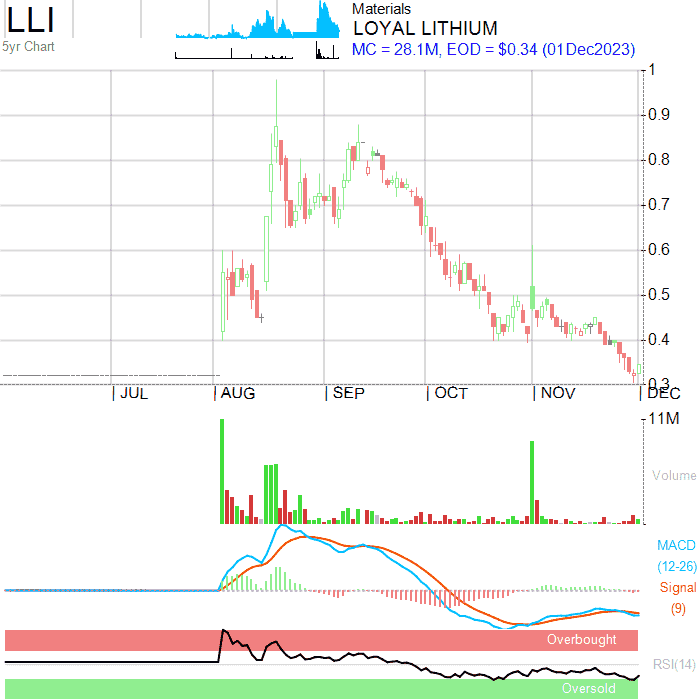 LLI
5yr Chart
Materials
LOYAL LITHIUM
MC = 28.1M, EOD = $0.34 (01Dec2023)
1
0.9
0.8
0.7
0.6
0.5
0.4
0.3
JUL AUG SEP OCT NOV DEC
11M
Volume
MACD
(12-26)
Signal
(9)
Overbought
RSI(14)
Oversold